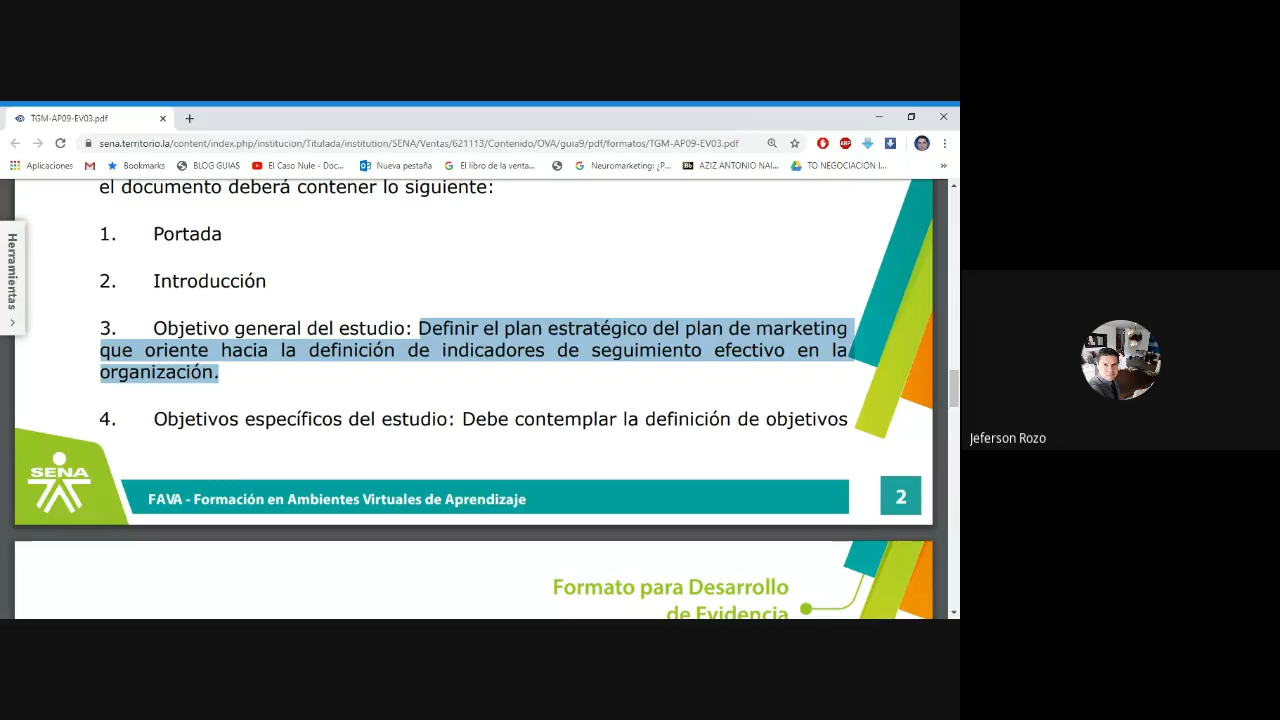 TGM-AP09-EV03.pdf
sena.territorio.la/content/index.php/institucion/Titulada/institution/SENA/Ventas/621113/Contenido/OVA/guia9/pdf/formatos/TGM-AP09-EV03.pdf
Aplicaciones Bookmarks BLOG GUIAS El Caso Nule - Doc... Nueva pestaña El libro de la venta... Neuromarketing: ¿P... Bb AZIZ ANTONIO NAI... TO NEGOCIACION I... »
el documento deberá contener lo siguiente:
1. Portada
2. Introducción
3. Objetivo general del estudio: Definir el plan estratégico del plan de marketing
que oriente hacia la definición de indicadores de seguimiento efectivo en la
organización.
4. Objetivos específicos del estudio: Debe contemplar la definición de objetivos
Herramientas
SENA
FAVA - Formación en Ambientes Virtuales de Aprendizaje
2
Formato para Desarrollo
de Evidencia
Jeferson Rozo